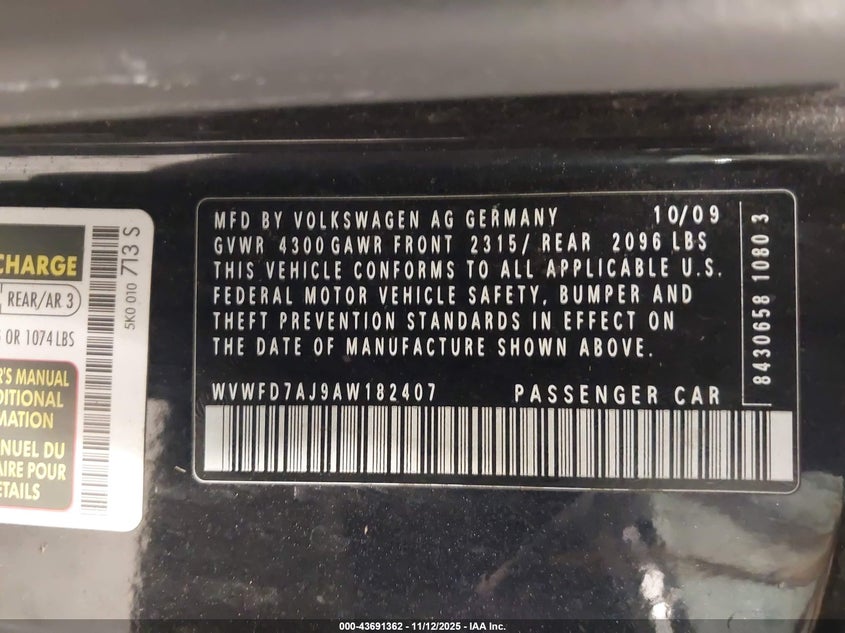 CHARGE
REAR/AR 3
OR 1074 LBS
'S MANUAL
DITIONAL
MATION
NUEL DU
AIRE POUR
ETAILS
5K0 010 713 S
MFD BY VOLKSWAGEN AG GERMANY 10/09
GVWR 4300 GAWR FRONT 2315/ REAR 2096 LBS
THIS VEHICLE CONFORMS TO ALL APPLICABLE U.S.
FEDERAL MOTOR VEHICLE SAFETY, BUMPER AND
THEFT PREVENTION STANDARDS IN EFFECT ON
THE DATE OF MANUFACTURE SHOWN ABOVE.
WVWFD7AJ9AW182407 PASSENGER CAR
8430658 10803
000-43691362 - 11/12/2025 - IAA Inc.